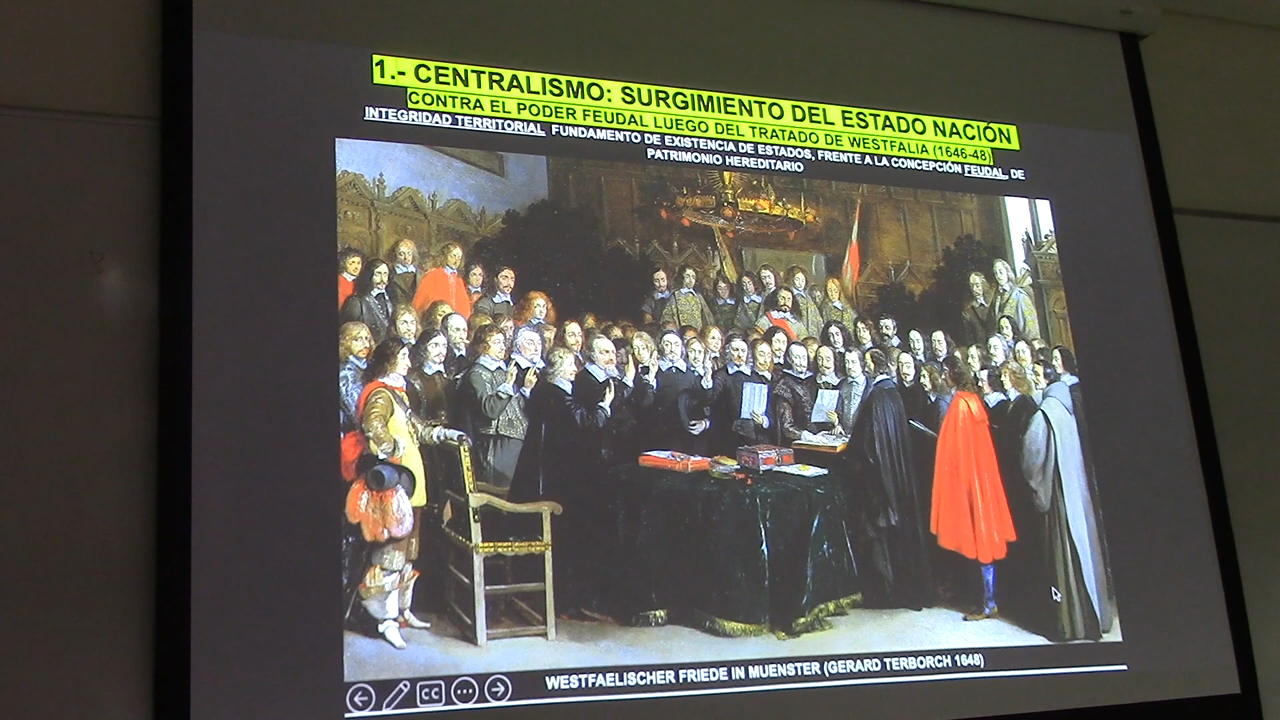 1.- CENTRALISMO: SURGIMIENTO DEL ESTADO NACIÓN
CONTRA EL PODER FEUDAL LUEGO DEL TRATADO DE WESTFALIA (1646-48)
INTEGRIDAD TERRITORIAL FUNDAMENTO DE EXISTENCIA DE ESTADOS, FRENTE A LA CONCEPCIÓN FEUDAL, DE
PATRIMONIO HEREDITARIO
WESTFAELISCHER FRIEDE IN MUENSTER (GERARD TERBORCH 1648)
CC